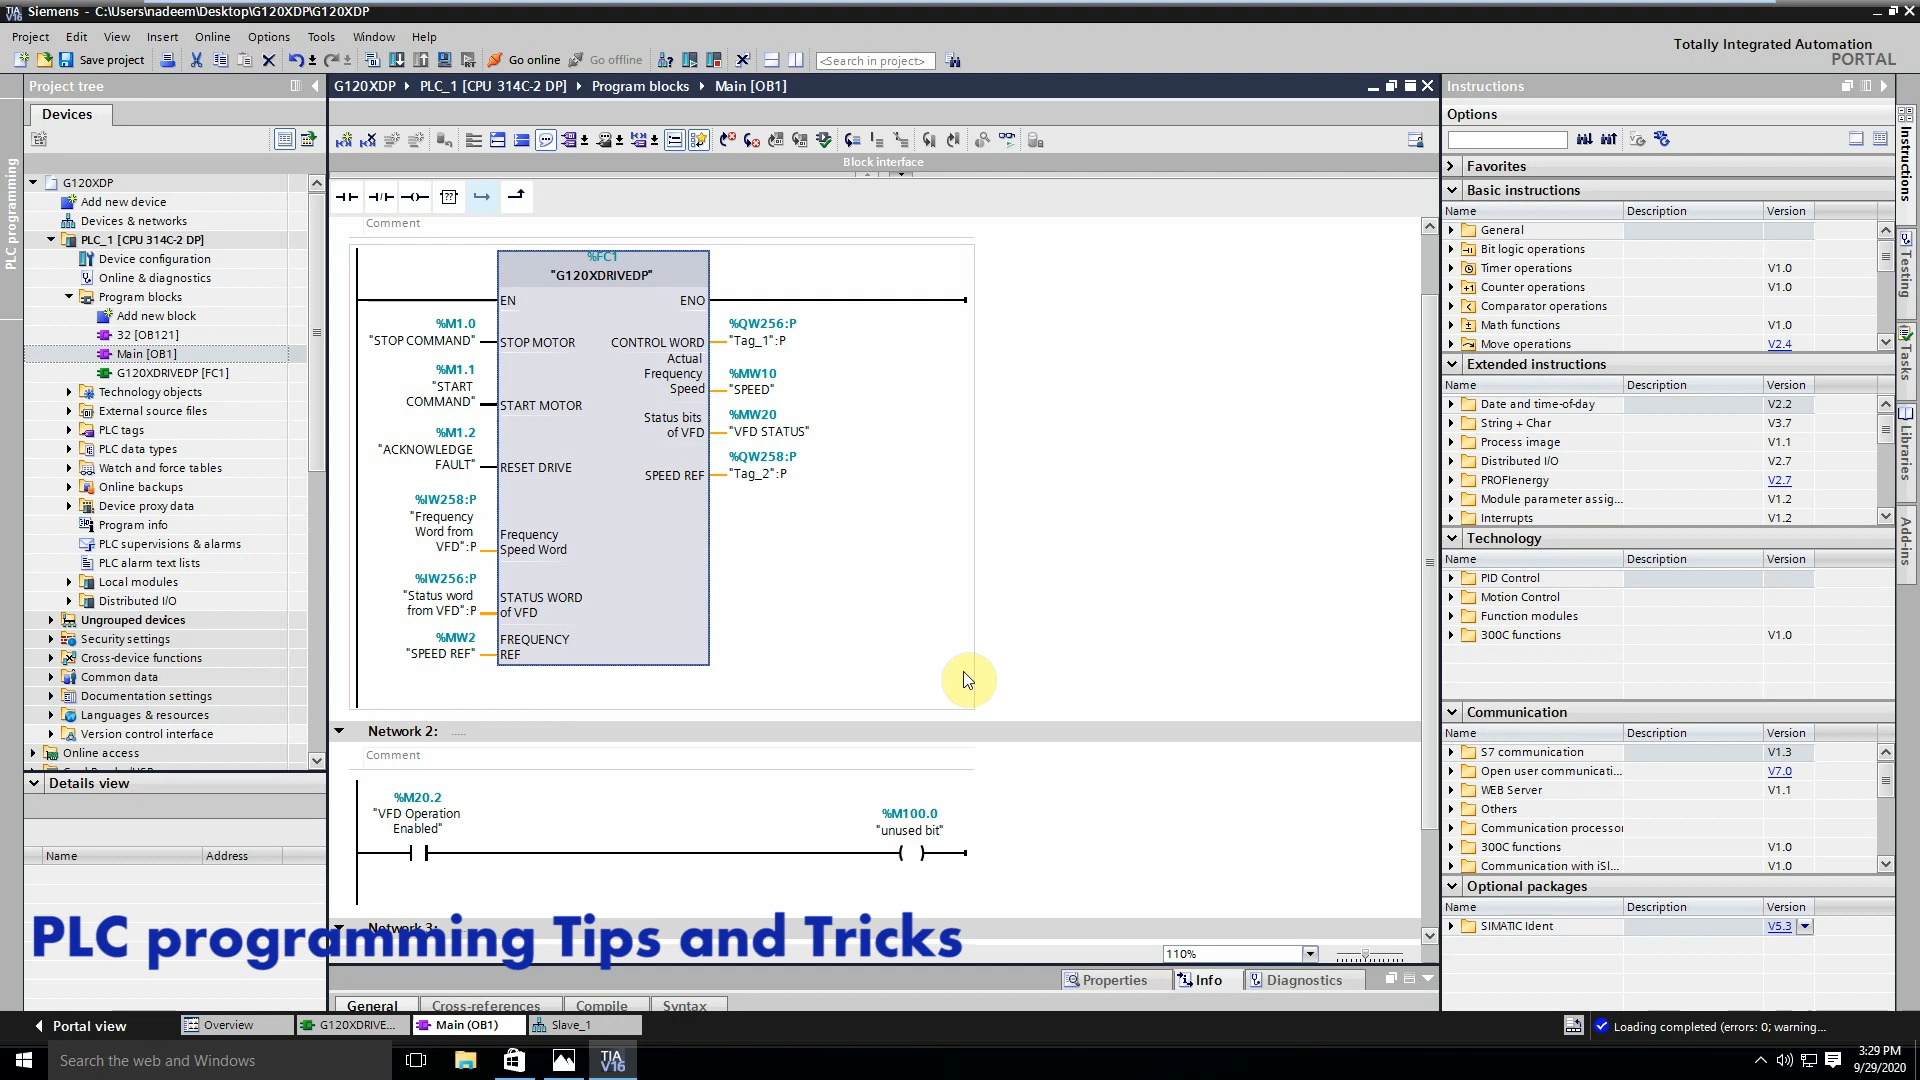 Siemens - C:\Users\nadeem\Desktop\G120XDP\G120XDP
Project Edit View Insert Online Options Tools Window Help
Totally Integrated Automation
PORTAL
Save project
Go online
Go offline
<Search in project>
Project tree
G120XDP PLC_1 [CPU 314C-2 DP] Program blocks Main [OB1]
Instructions
Devices
Options
PLC programming
Block interface
G120XDP
Add new device
Devices & networks
PLC_1 [CPU 314C-2 DP]
Device configuration
Online & diagnostics
Program blocks
Add new block
32 [OB121]
Main [OB1]
G120XDRIVEDP [FC1]
Technology objects
External source files
PLC tags
PLC data types
Watch and force tables
Online backups
Device proxy data
Program info
PLC supervisions & alarms
PLC alarm text lists
Local modules
Distributed I/O
Ungrouped devices
Security settings
Cross-device functions
Common data
Documentation settings
Languages & resources
Version control interface
Online access
Details view
Name Address
Comment
%FC1
"G120XDRIVEDP"
EN ENO
%M1.0
"STOP COMMAND"
STOP MOTOR
%M1.1
"START
COMMAND"
START MOTOR
%M1.2
"ACKNOWLEDGE
FAULT"
RESET DRIVE
%IW258:P
"Frequency
Word from
VFD":P
Frequency
Speed Word
%IW256:P
"Status word
from VFD":P
STATUS WORD
of VFD
%MW2
"SPEED REF"
FREQUENCY
REF
CONTROL WORD
%QW256:P
"Tag_1":P
Actual
Frequency
Speed
%MW10
"SPEED"
Status bits
of VFD
%MW20
"VFD STATUS"
SPEED REF
%QW258:P
"Tag_2":P
Network 2: .....
Comment
%M20.2
"VFD Operation
Enabled"
%M100.0
"unused bit"
Network 3:
PLC programming Tips and Tricks
110%
Properties Info Diagnostics
General Cross-references Compile Syntax
Favorites
Basic instructions
Name Description Version
General
Bit logic operations
Timer operations V1.0
Counter operations V1.0
Comparator operations
Math functions V1.0
Move operations V2.4
Extended instructions
Name Description Version
Date and time-of-day V2.2
String + Char V3.7
Process image V1.1
Distributed I/O V2.7
PROFIenergy V2.7
Module parameter assig... V1.2
Interrupts V1.2
Technology
Name Description Version
PID Control
Motion Control
Function modules
300C functions V1.0
Communication
Name Description Version
S7 communication V1.3
Open user communicati... V7.0
WEB Server V1.1
Others
Communication processor
300C functions V1.0
Communication with iSl... V1.0
Optional packages
Name Description Version
SIMATIC Ident V5.3
Instructions
Testing
Tasks
Libraries
Add-ins
Portal view
Overview
G120XDRIVE...
Main (OB1)
Slave_1
Loading completed (errors: 0; warning...
Search the web and Windows
TIA
V16
3:29 PM
9/29/2020